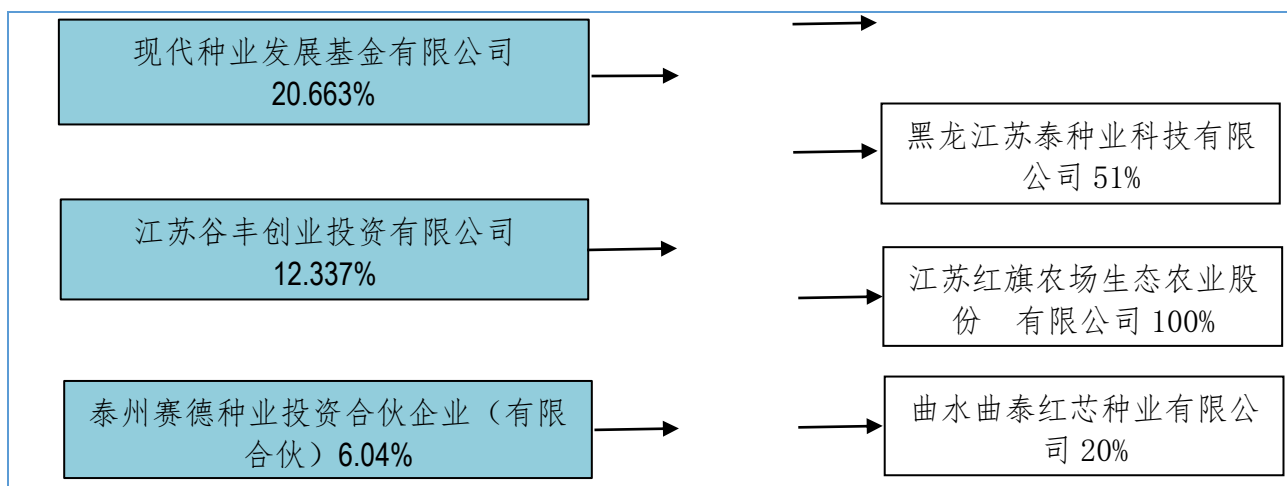 现代种业发展基金有限公司
20.663%
江苏谷丰创业投资有限公司
12.337%
泰州赛德种业投资合伙企业（有限
合伙）6.04%
黑龙江苏泰种业科技有限
公司 51%
江苏红旗农场生态农业股
份　有限公司 100%
曲水曲泰红芯种业有限公
司 20%